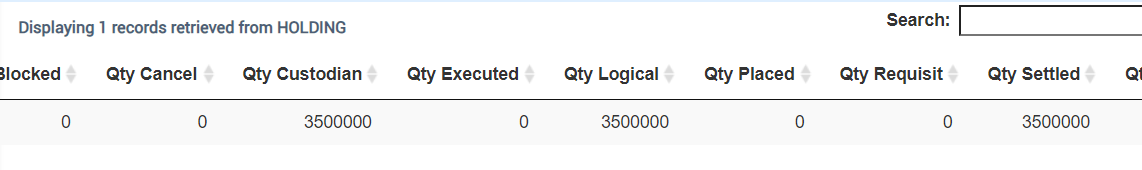 Displaying 1 records retrieved from HOLDING
Search:
Blocked Qty Cancel Qty Custodian Qty Executed Qty Logical Qty Placed Qty Requisit Qty Settled
0 0 3500000 0 3500000 0 0 3500000